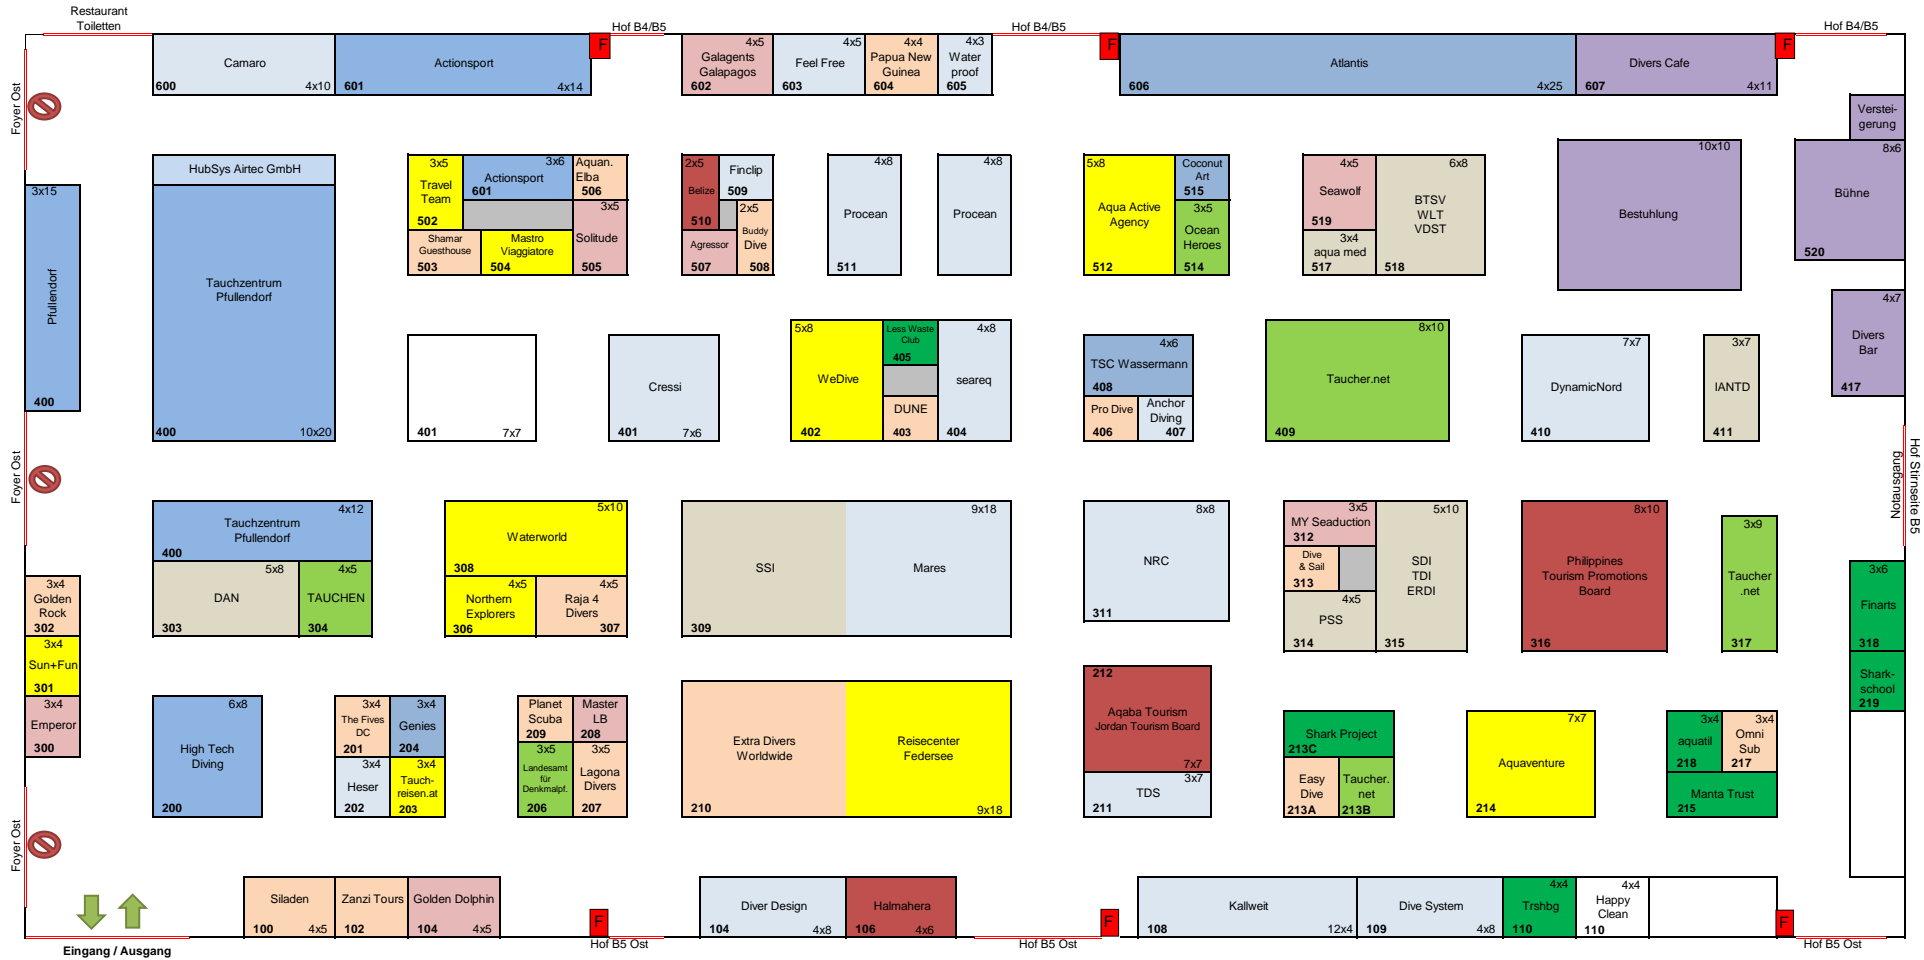 Restaurant
Toiletten
Hof B4/B5
Hof B4/B5
Hof B4/B5
Foyer Ost
Camaro
600
4x10
Actionsport
601
4x14
F
4x5
Galagents
Galapagos
602
4x5
Feel Free
603
4x4
Papua New
Guinea
604
4x3
Water
proof
605
F
Atlantis
606
4x25
Divers Cafe
607
4x11
F
Verstei-
gerung
3x15
Pfullendorf
400
HubSys Airtec GmbH
Tauchzentrum
Pfullendorf
400
10x20
3x5
Travel
Team
502
3x6
Actionsport
601
Aquan.
Elba
506
Shamar
Guesthouse
503
Mastro
Viaggiatore
504
3x5
Solitude
505
2x5
Belize
510
Finclip
509
2x5
Buddy
Dive
508
Agressor
507
4x8
Procean
511
4x8
Procean
5x8
Aqua Active
Agency
512
Coconut
Art
515
3x5
Ocean
Heroes
514
4x5
Seawolf
519
3x4
aqua med
517
6x8
BTSV
WLT
VDST
518
10x10
Bestuhlung
8x6
Bühne
520
4x7
Divers
Bar
417
401
7x7
Cressi
401
7x6
5x8
WeDive
402
Less Waste
Club
405
DUNE
403
4x8
seareq
404
4x6
TSC Wassermann
408
Pro Dive
406
Anchor
Diving
407
8x10
Taucher.net
409
7x7
DynamicNord
410
3x7
IANTD
411
Foyer Ost
Notausgang
Hof Stirnseite B5
4x12
Tauchzentrum
Pfullendorf
400
5x8
DAN
303
4x5
TAUCHEN
304
5x10
Waterworld
308
4x5
Northern
Explorers
306
4x5
Raja 4
Divers
307
SSI
309
9x18
Mares
8x8
NRC
311
3x5
MY Seaduction
312
Dive
& Sail
313
4x5
PSS
314
5x10
SDI
TDI
ERDI
315
8x10
Philippines
Tourism Promotions
Board
316
3x9
Taucher
.net
317
3x6
Finarts
318
Shark-
school
219
3x4
Golden
Rock
302
3x4
Sun+Fun
301
3x4
Emperor
300
6x8
High Tech
Diving
200
3x4
The Fives
DC
201
3x4
Genies
204
3x4
Heser
202
3x4
Tauch-
reisen.at
203
Planet
Scuba
209
Master
LB
208
3x5
Landesamt
für
Denkmalpf.
206
3x5
Lagona
Divers
207
Extra Divers
Worldwide
210
Reisecenter
Federsee
9x18
212
Aqaba Tourism
Jordan Tourism Board
7x7
3x7
TDS
211
Shark Project
213C
Easy
Dive
213A
Taucher.
net
213B
7x7
Aquaventure
214
3x4
aquatil
218
3x4
Omni
Sub
217
Manta Trust
215
Foyer Ost
Siladen
100
4x5
Zanzi Tours
102
Golden Dolphin
104
4x5
F
Diver Design
104
4x8
Halmahera
106
4x6
F
Kallweit
108
12x4
Dive System
109
4x8
4x4
Trshbg
110
4x4
Happy
Clean
110
F
Eingang / Ausgang
Hof B5 Ost
Hof B5 Ost
Hof B5 Ost